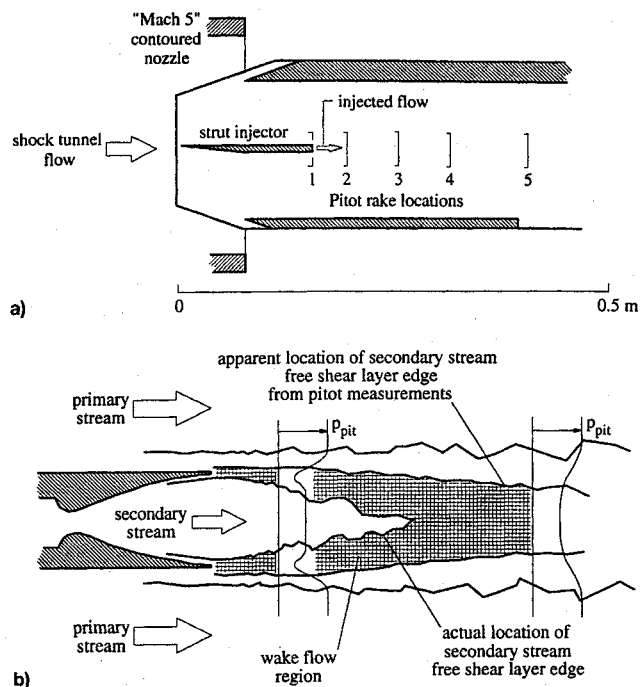 "Mach 5"
contoured
nozzle
injected flow
strut injector
shock tunnel
flow
1 2 3 4 5
Pitot rake locations
a)
0 0.5 m
apparent location of secondary stream
free shear layer edge
from pitot measurements
primary
stream
Ppit Ppit
secondary
stream
primary
stream
wake flow
region
actual location of
secondary stream
free shear layer edge
b)